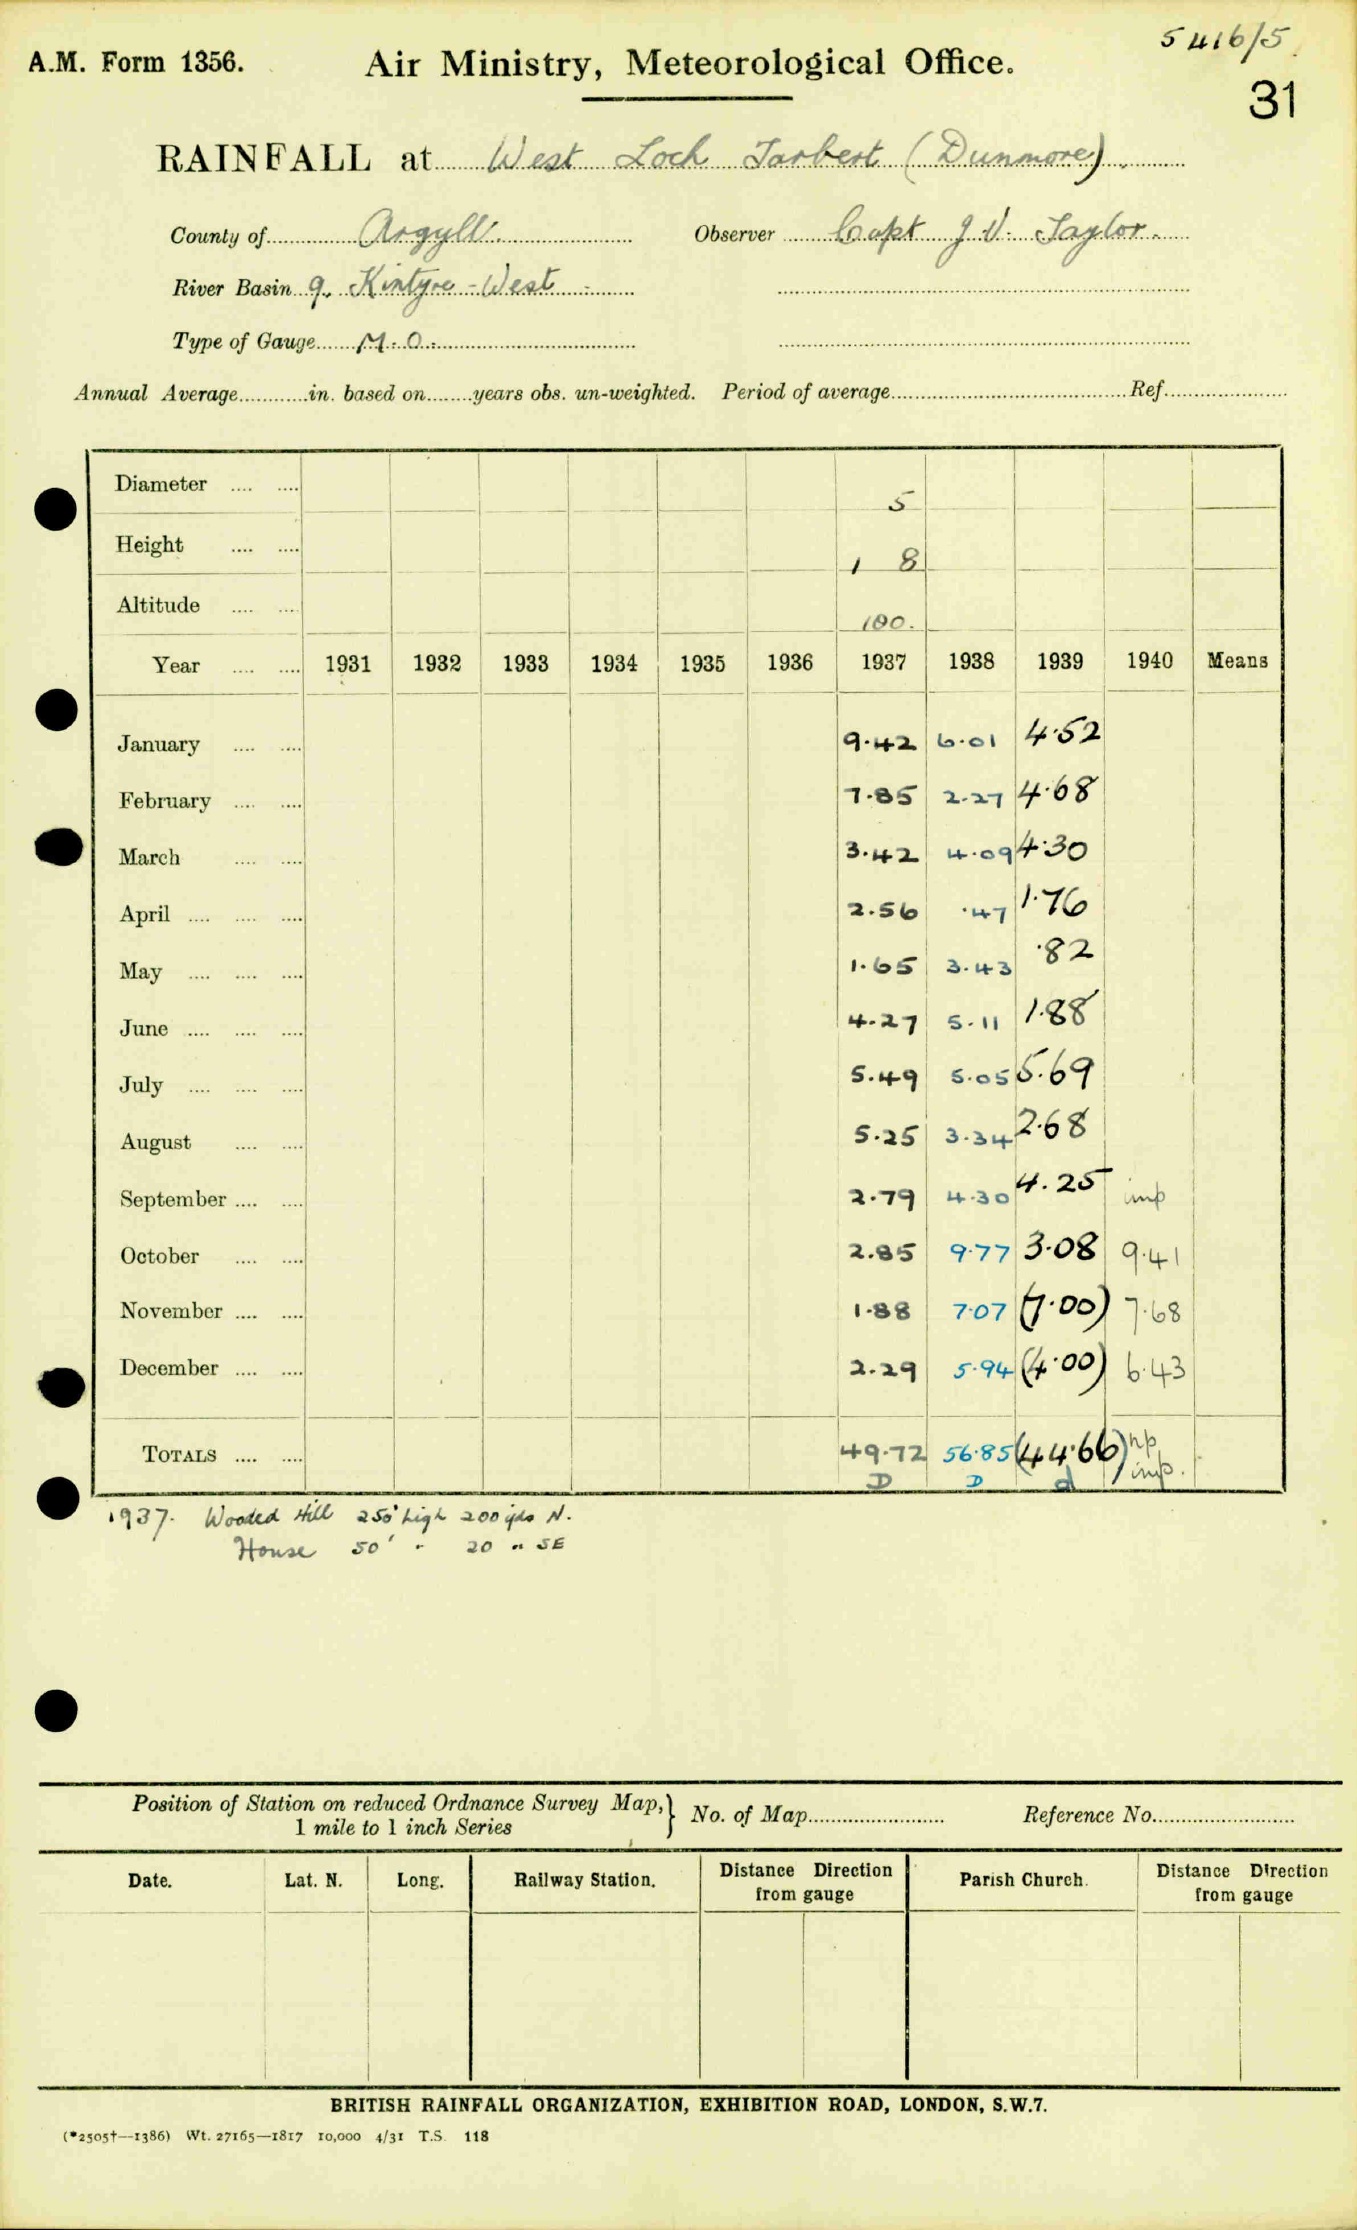 5416/5
A.M. Form 1356. Air Ministry, Meteorological Office.
31
RAINFALL at West Loch Tarbert (Dunmore).
County of Argyll. Observer Capt J. V. Taylor.
River Basin 9. Kintyre - West
Type of Gauge M.O.
Annual Average in. based on years obs. un-weighted. Period of average Ref.
Diameter 5
Height 1 8
Altitude 100.
Year 1931 1932 1933 1934 1935 1936 1937 1938 1939 1940 Means
January 9.42 6.01 4.52
February 7.85 2.27 4.68
March 3.42 4.09 4.30
April 2.56 .47 1.76
May 1.65 3.43 .82
June 4.27 5.11 1.88
July 5.49 5.05 5.69
August 5.25 3.34 2.68
September 2.79 4.30 4.25 imp
October 2.85 9.77 3.08 9.41
November 1.88 7.07 (7.00) 7.68
December 2.29 5.94 (4.00) 6.43
TOTALS 49.72 56.85 (44.66) np
D D d imp.
1937. Wooded Hill 250' high 200 yds N.
House 50' " 20 " SE
Position of Station on reduced Ordnance Survey Map, } No. of Map Reference No.
1 mile to 1 inch Series
Date. Lat. N. Long. Railway Station. Distance Direction from gauge Parish Church. Distance Direction from gauge
BRITISH RAINFALL ORGANIZATION, EXHIBITION ROAD, LONDON, S.W.7.
(*2505†—1386) Wt. 27165—1817 10,000 4/31 T.S. 118